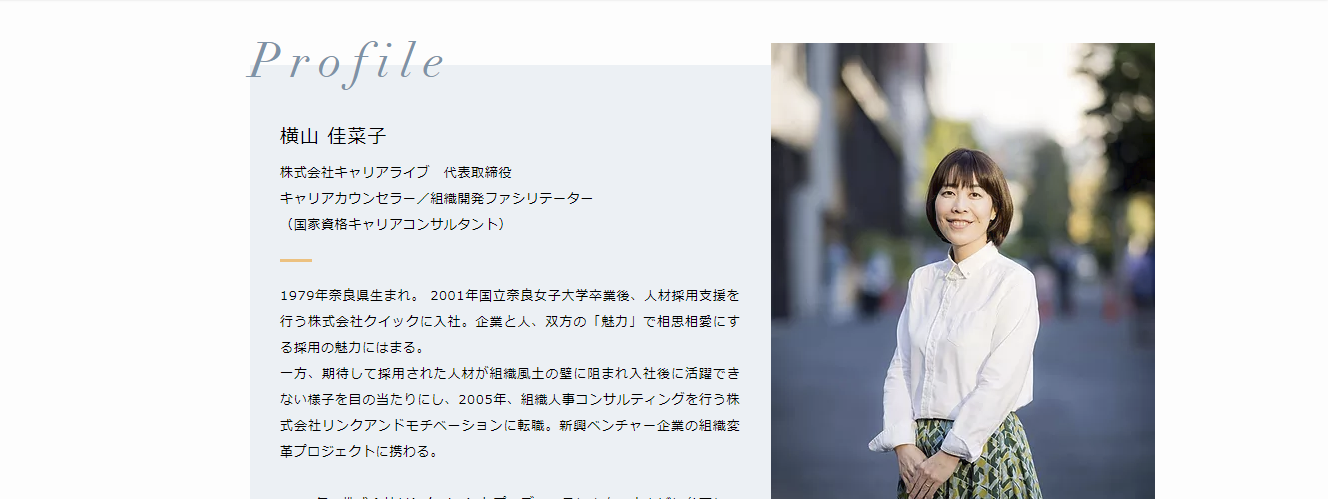 Profile
横山 佳菜子
株式会社キャリアライブ　代表取締役
キャリアカウンセラー／組織開発ファシリテーター
（国家資格キャリアコンサルタント）
1979年奈良県生まれ。 2001年国立奈良女子大学卒業後、人材採用支援を
行う株式会社クイックに入社。企業と人、双方の「魅力」で相思相愛にす
る採用の魅力にはまる。
一方、期待して採用された人材が組織風土の壁に阻まれ入社後に活躍でき
ない様子を目の当たりにし、2005年、組織人事コンサルティングを行う株
式会社リンクアンドモチベーションに転職。新興ベンチャー企業の組織変
革プロジェクトに携わる。